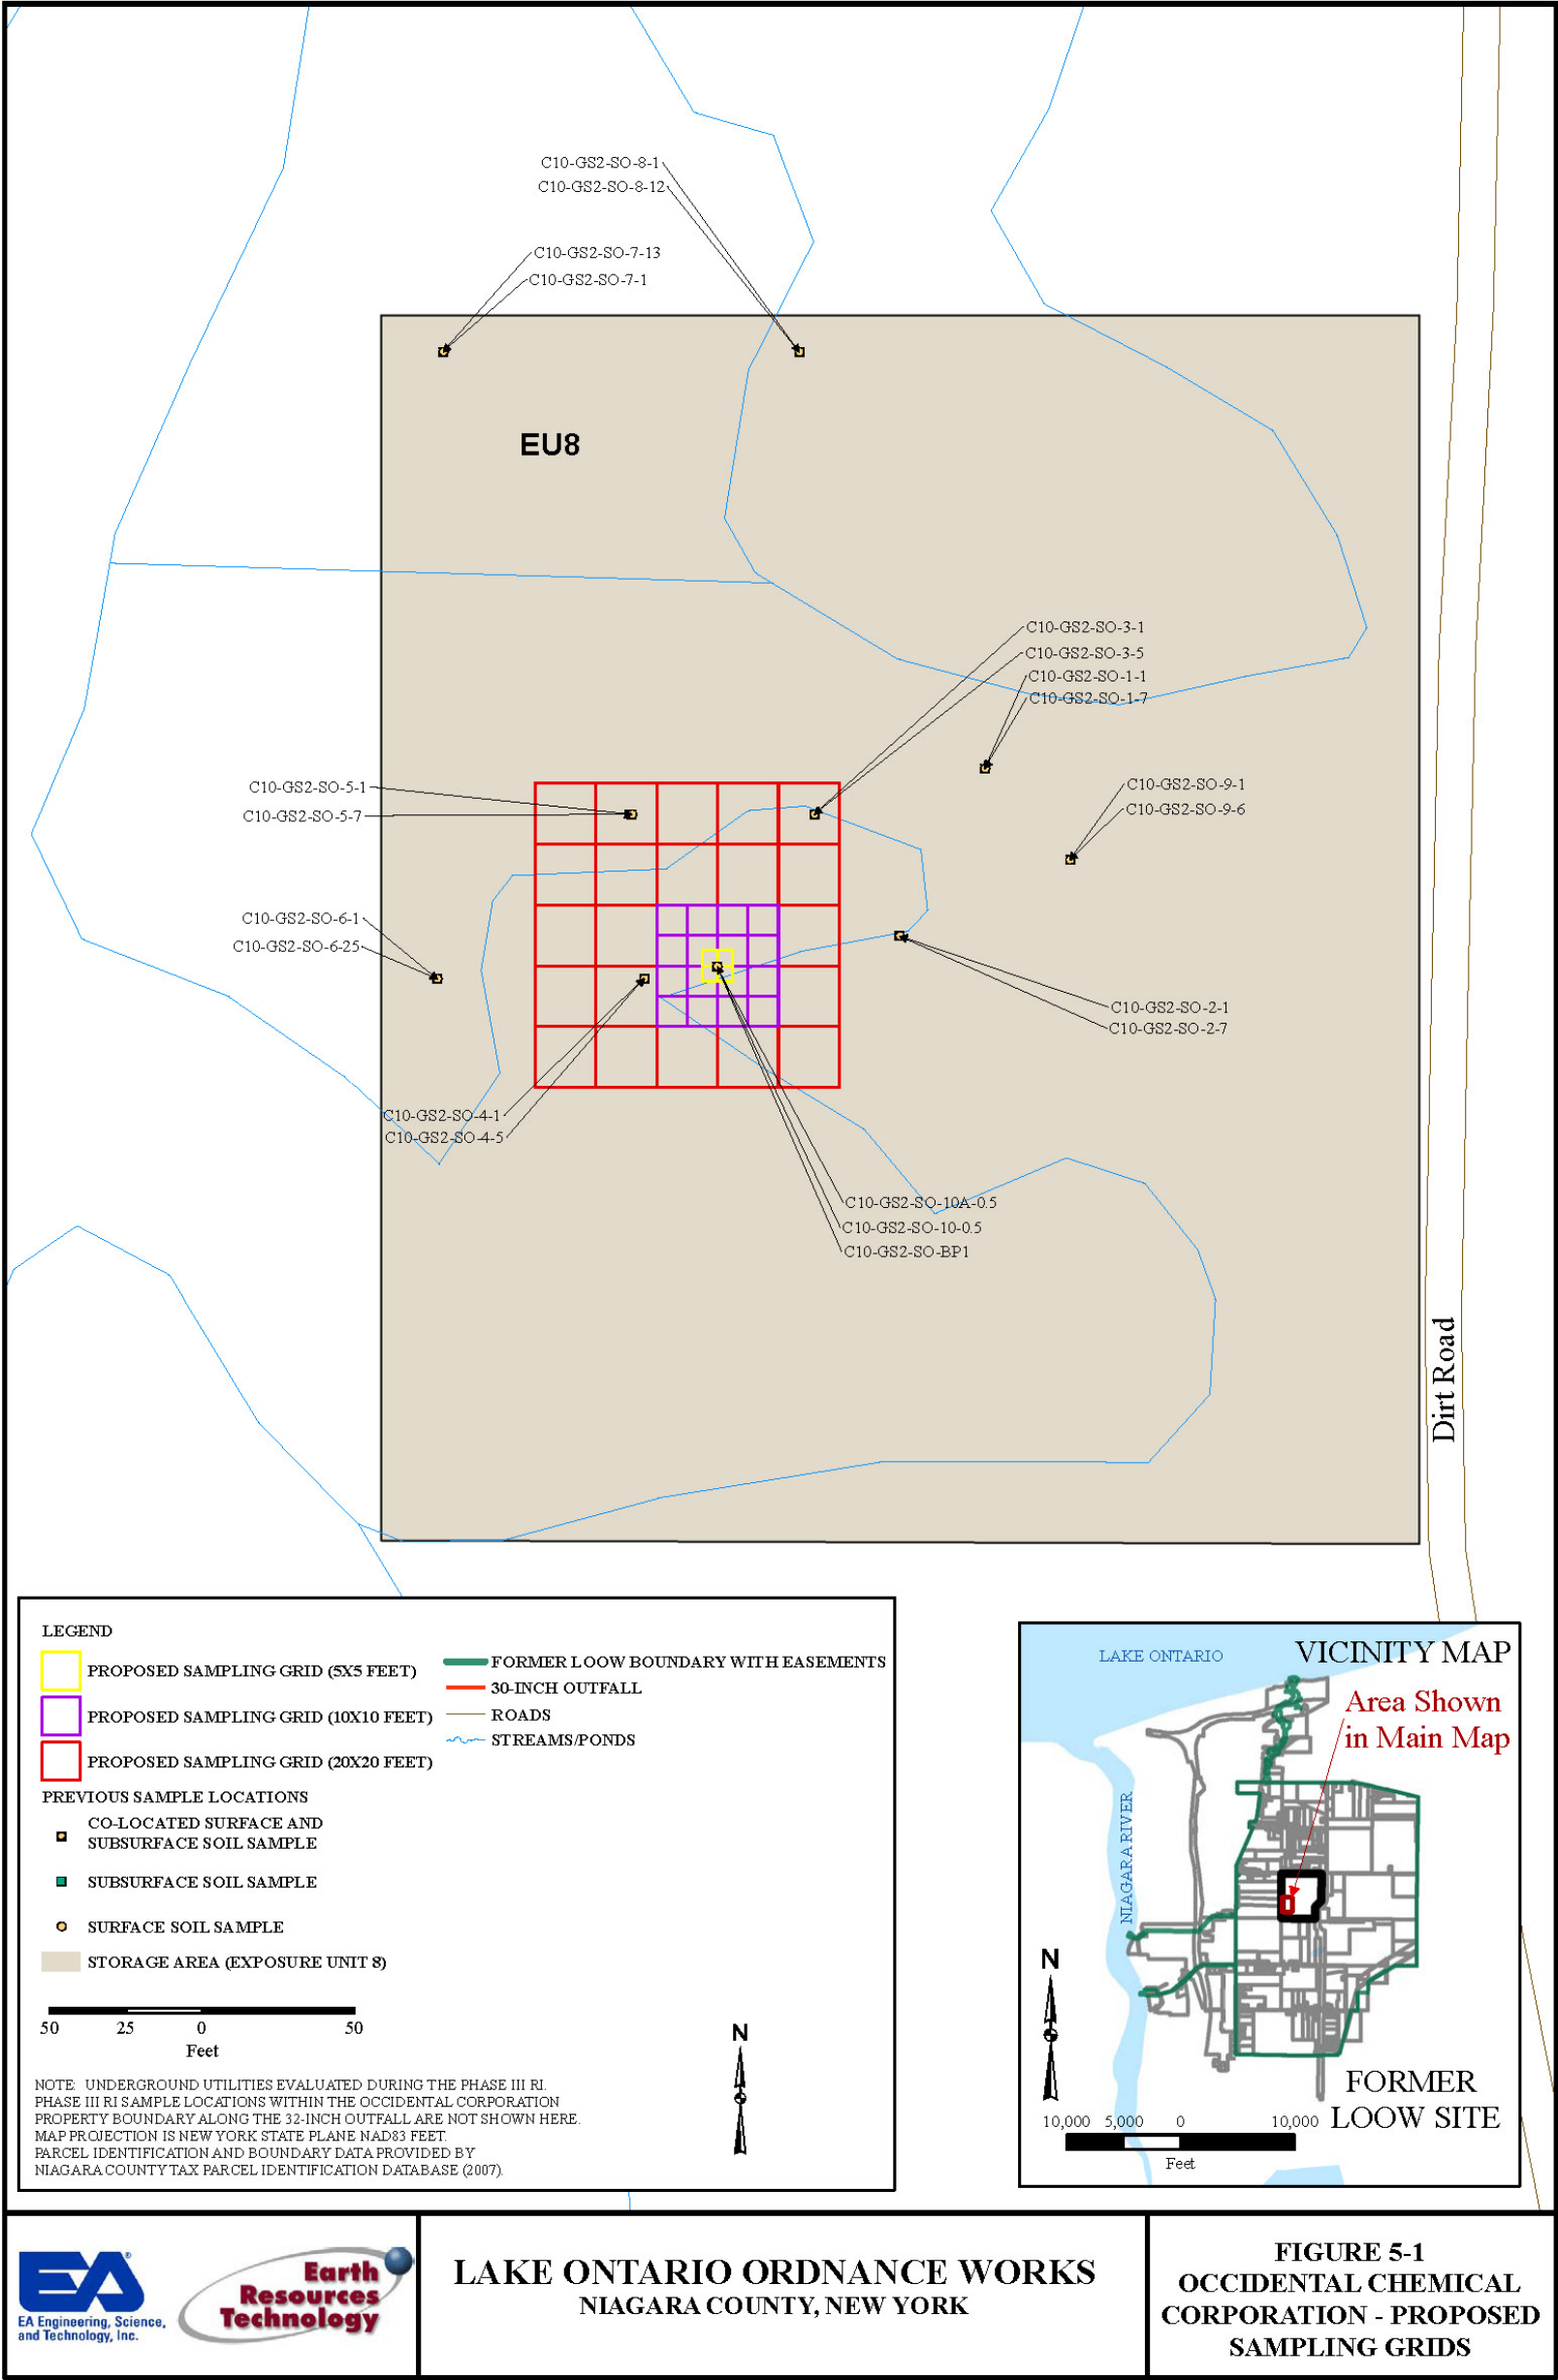 C10-GS2-SO-8-1
C10-GS2-SO-8-12
C10-GS2-SO-7-13
C10-GS2-SO-7-1
EU8
C10-GS2-SO-3-1
C10-GS2-SO-3-5
C10-GS2-SO-1-1
C10-GS2-SO-1-7
C10-GS2-SO-5-1
C10-GS2-SO-5-7
C10-GS2-SO-9-1
C10-GS2-SO-9-6
C10-GS2-SO-6-1
C10-GS2-SO-6-25
C10-GS2-SO-2-1
C10-GS2-SO-2-7
C10-GS2-SO-4-1
C10-GS2-SO-4-5
C10-GS2-SO-10A-0.5
C10-GS2-SO-10-0.5
C10-GS2-SO-BP1
Dirt Road
LEGEND
PROPOSED SAMPLING GRID (5X5 FEET)
PROPOSED SAMPLING GRID (10X10 FEET)
PROPOSED SAMPLING GRID (20X20 FEET)
FORMER LOOW BOUNDARY WITH EASEMENTS
30-INCH OUTFALL
ROADS
STREAMS/PONDS
PREVIOUS SAMPLE LOCATIONS
CO-LOCATED SURFACE AND
SUBSURFACE SOIL SAMPLE
SUBSURFACE SOIL SAMPLE
SURFACE SOIL SAMPLE
STORAGE AREA (EXPOSURE UNIT 8)
50 25 0 50
Feet
N
NOTE: UNDERGROUND UTILITIES EVALUATED DURING THE PHASE III RI.
PHASE III RI SAMPLE LOCATIONS WITHIN THE OCCIDENTAL CORPORATION
PROPERTY BOUNDARY ALONG THE 32-INCH OUTFALL ARE NOT SHOWN HERE.
MAP PROJECTION IS NEW YORK STATE PLANE NAD83 FEET.
PARCEL IDENTIFICATION AND BOUNDARY DATA PROVIDED BY
NIAGARA COUNTY TAX PARCEL IDENTIFICATION DATABASE (2007).
LAKE ONTARIO
VICINITY MAP
Area Shown
in Main Map
NIAGARA RIVER
N
FORMER
LOOW SITE
10,000 5,000 0 10,000
Feet
EA®
EA Engineering, Science,
and Technology, Inc.
Earth
Resources
Technology
LAKE ONTARIO ORDNANCE WORKS
NIAGARA COUNTY, NEW YORK
FIGURE 5-1
OCCIDENTAL CHEMICAL
CORPORATION - PROPOSED
SAMPLING GRIDS